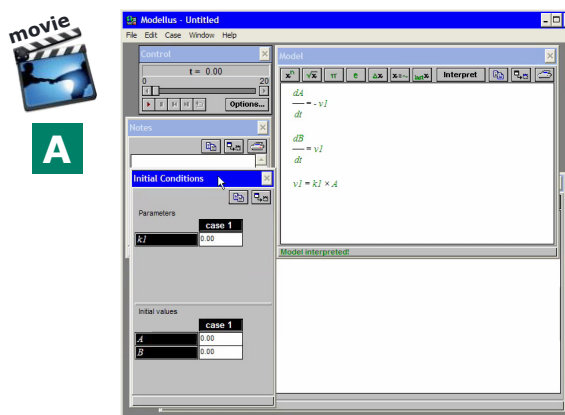 movie
A
Modellus - Untitled
File Edit Case Window Help
Control
t = 0.00
0 20
Options...
Notes
Initial Conditions
Parameters
case 1
k1 0.00
Initial values
case 1
A 0.00
B 0.00
Model
xⁿ √x π e Δx Interpret
dA
— = - v1
dt
dB
— = v1
dt
v1 = k1 × A
Model interpreted!